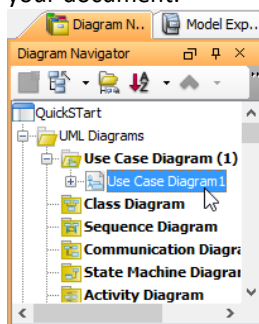 your document.
Diagram N.. Model Exp..
Diagram Navigator
QuickSTart
UML Diagrams
Use Case Diagram (1)
Use Case Diagram1
Class Diagram
Sequence Diagram
Communication Diagra
State Machine Diagran
Activity Diagram